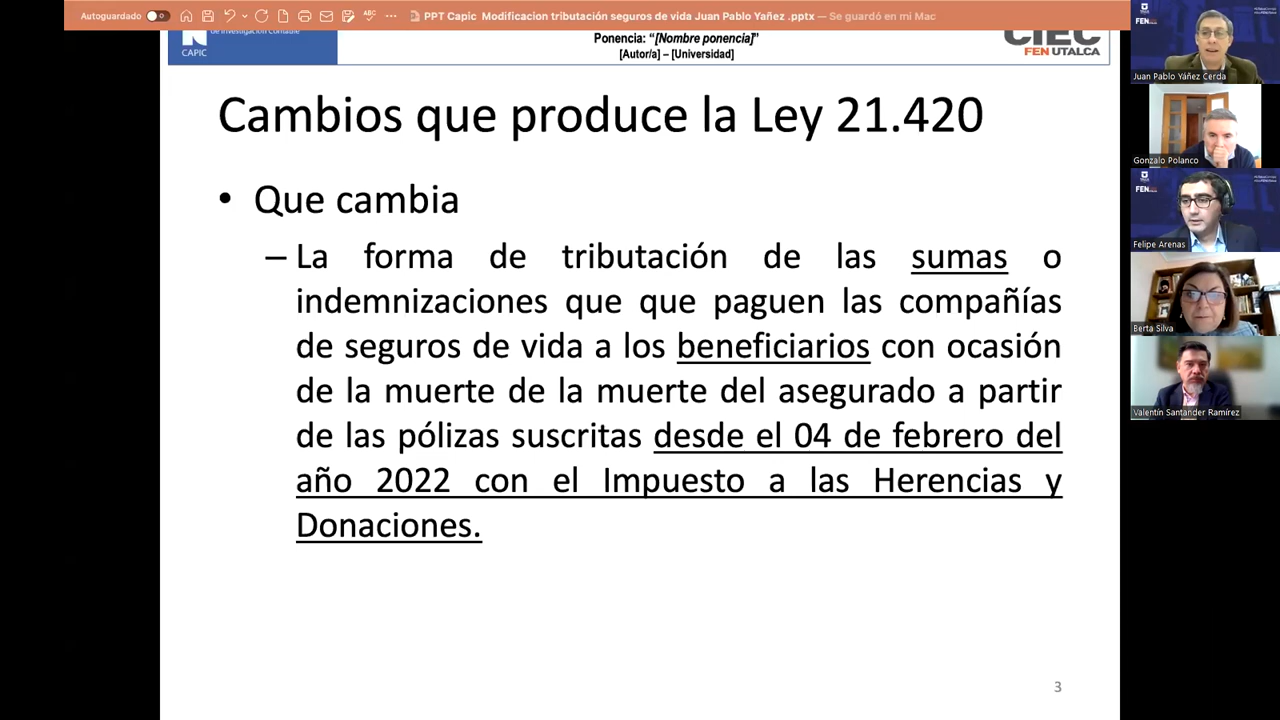 Autoguardado
PPT Capic Modificacion tributación seguros de vida Juan Pablo Yañez .pptx — Se guardó en mi Mac
de Investigación Contable
CAPIC
Ponencia: “[Nombre ponencia]”
[Autor/a] – [Universidad]
CIEC
FEN UTALCA
Cambios que produce la Ley 21.420
• Que cambia
– La forma de tributación de las sumas o
indemnizaciones que que paguen las compañías
de seguros de vida a los beneficiarios con ocasión
de la muerte de la muerte del asegurado a partir
de las pólizas suscritas desde el 04 de febrero del
año 2022 con el Impuesto a las Herencias y
Donaciones.
3
FEN
Juan Pablo Yáñez Cerda
Gonzalo Polanco
FEN
Felipe Arenas
Berta Silva
Valentín Santander Ramírez